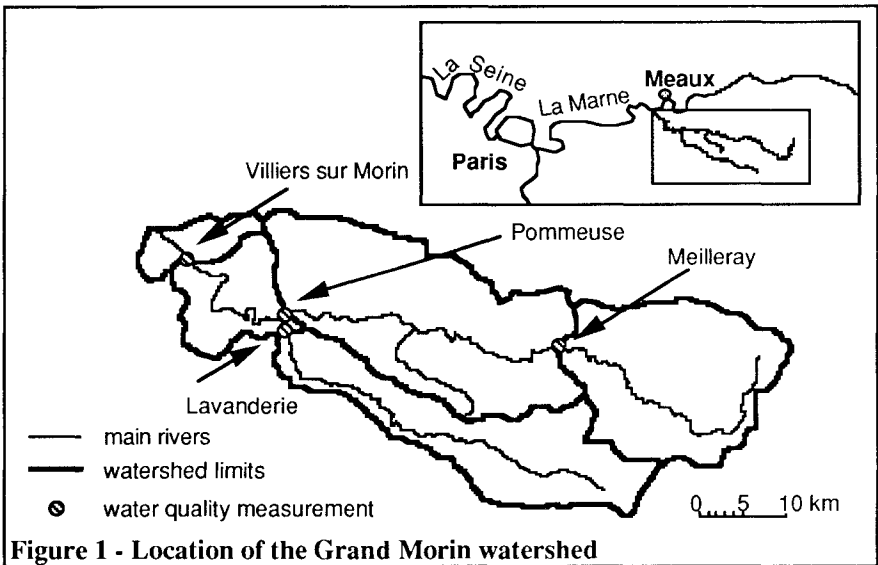 La Seine
Meaux
La Marne
Paris
Villiers sur Morin
Pommeuse
Meilleray
Lavanderie
main rivers
watershed limits
water quality measurement
0 5 10 km
Figure 1 - Location of the Grand Morin watershed